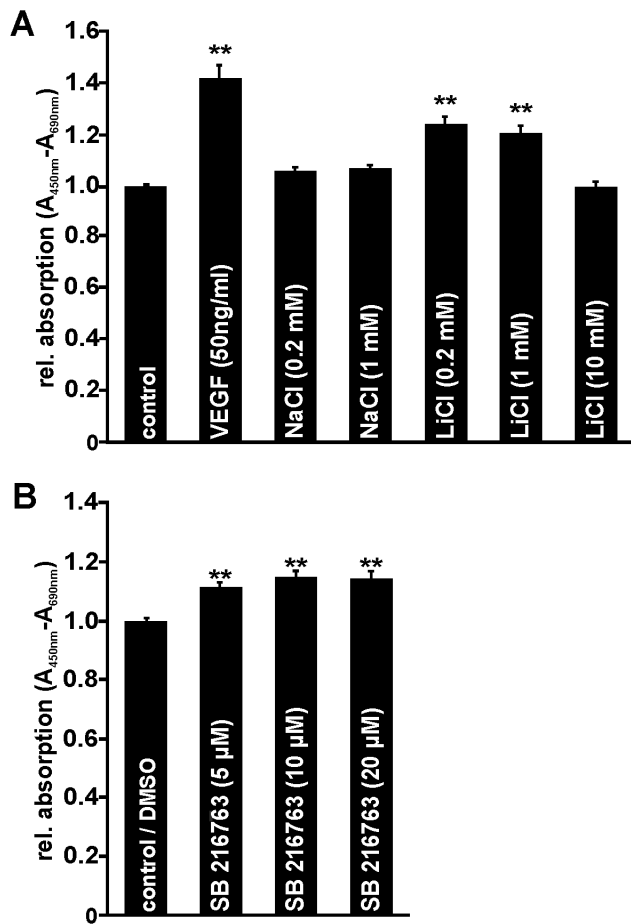 A
rel. absorption (A450nm-A690nm)
1.6
1.4
1.2
1.0
0.8
0.6
0.4
0.2
0
**
**
**
control
VEGF (50ng/ml)
NaCl (0.2 mM)
NaCl (1 mM)
LiCl (0.2 mM)
LiCl (1 mM)
LiCl (10 mM)
B
rel. absorption (A450nm-A690nm)
1.4
1.2
1.0
0.8
0.6
0.4
0.2
0
**
**
**
control / DMSO
SB 216763 (5 µM)
SB 216763 (10 µM)
SB 216763 (20 µM)